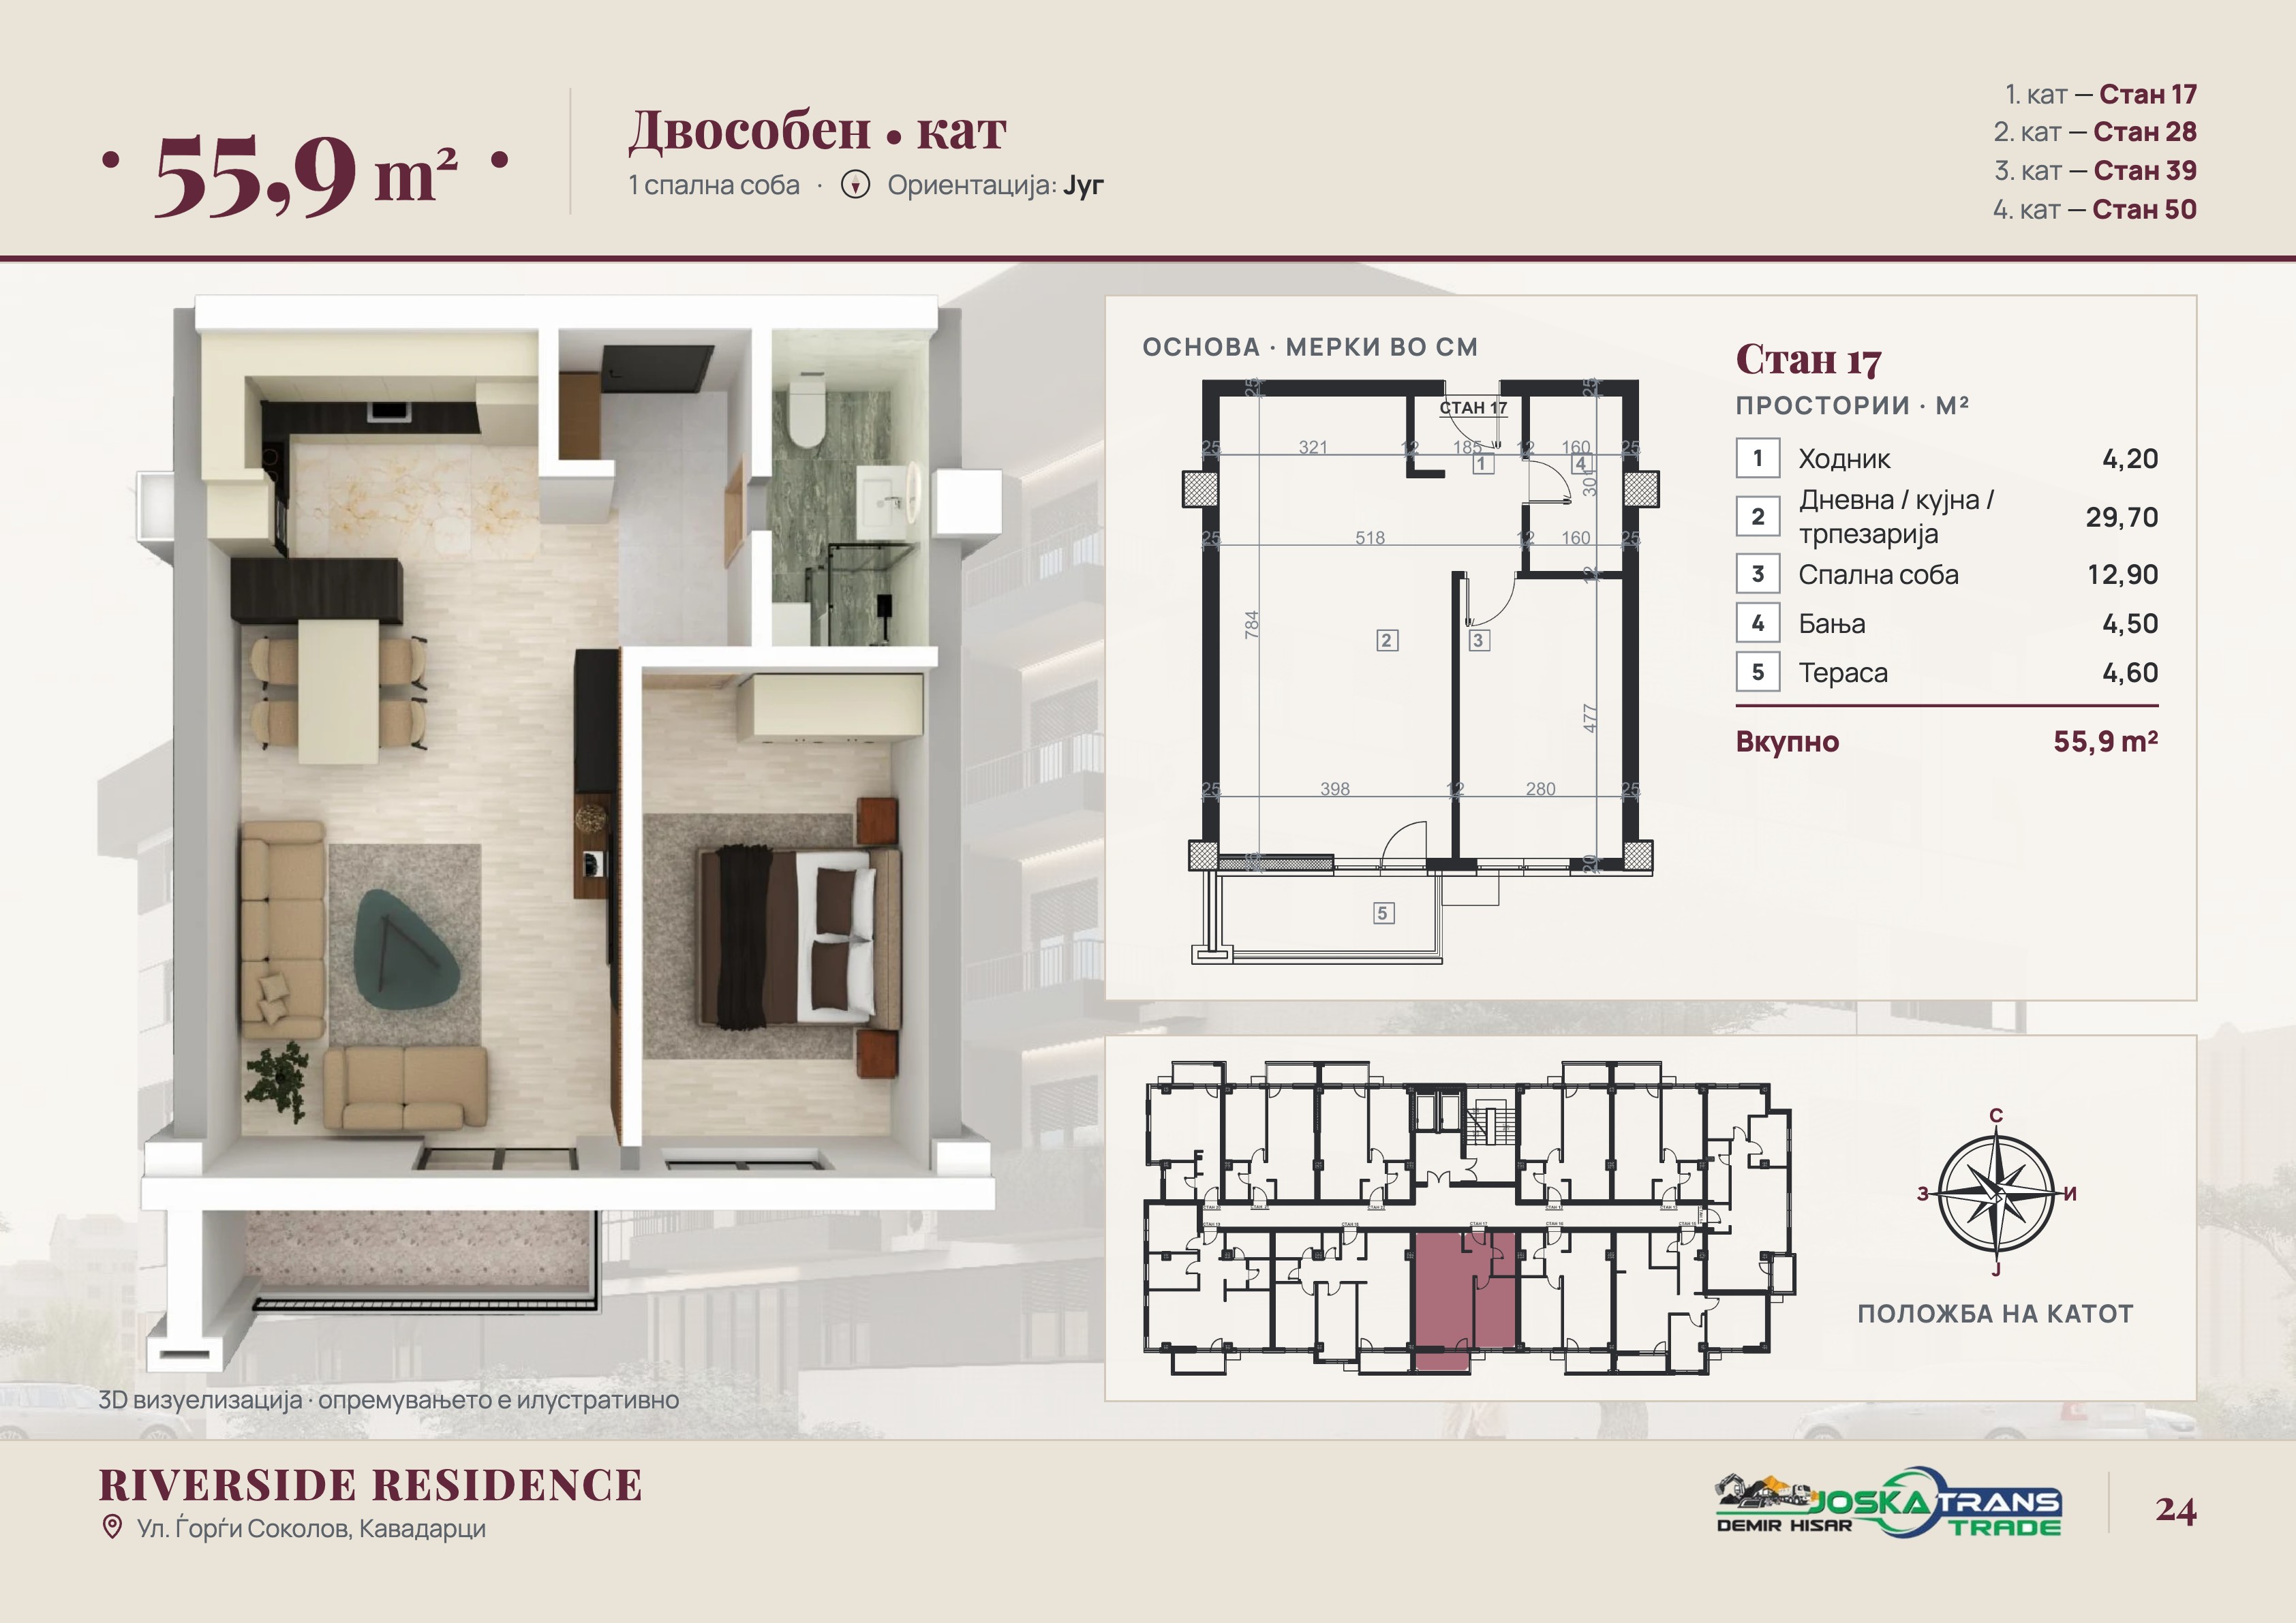 55,9 m²
Двособен • кат
1 спална соба · Ориентација: Југ
1. кат — Стан 17
2. кат — Стан 28
3. кат — Стан 39
4. кат — Стан 50
ОСНОВА · МЕРКИ ВО СМ
25
25
СТАН 17
25 321 12 185 12 160 25
1
4
301
25 518 12 160 25
12
784
2
3
477
25 398 12 280 25
20
5
Стан 17
ПРОСТОРИИ · М²
1 Ходник 4,20
2 Дневна / кујна / трпезарија 29,70
3 Спална соба 12,90
4 Бања 4,50
5 Тераса 4,60
Вкупно 55,9 m²
С
З И
Ј
ПОЛОЖБА НА КАТОТ
3D визуелизација · опремувањето е илустративно
RIVERSIDE RESIDENCE
Ул. Ѓорѓи Соколов, Кавадарци
JOSKA TRANS
DEMIR HISAR TRADE
24